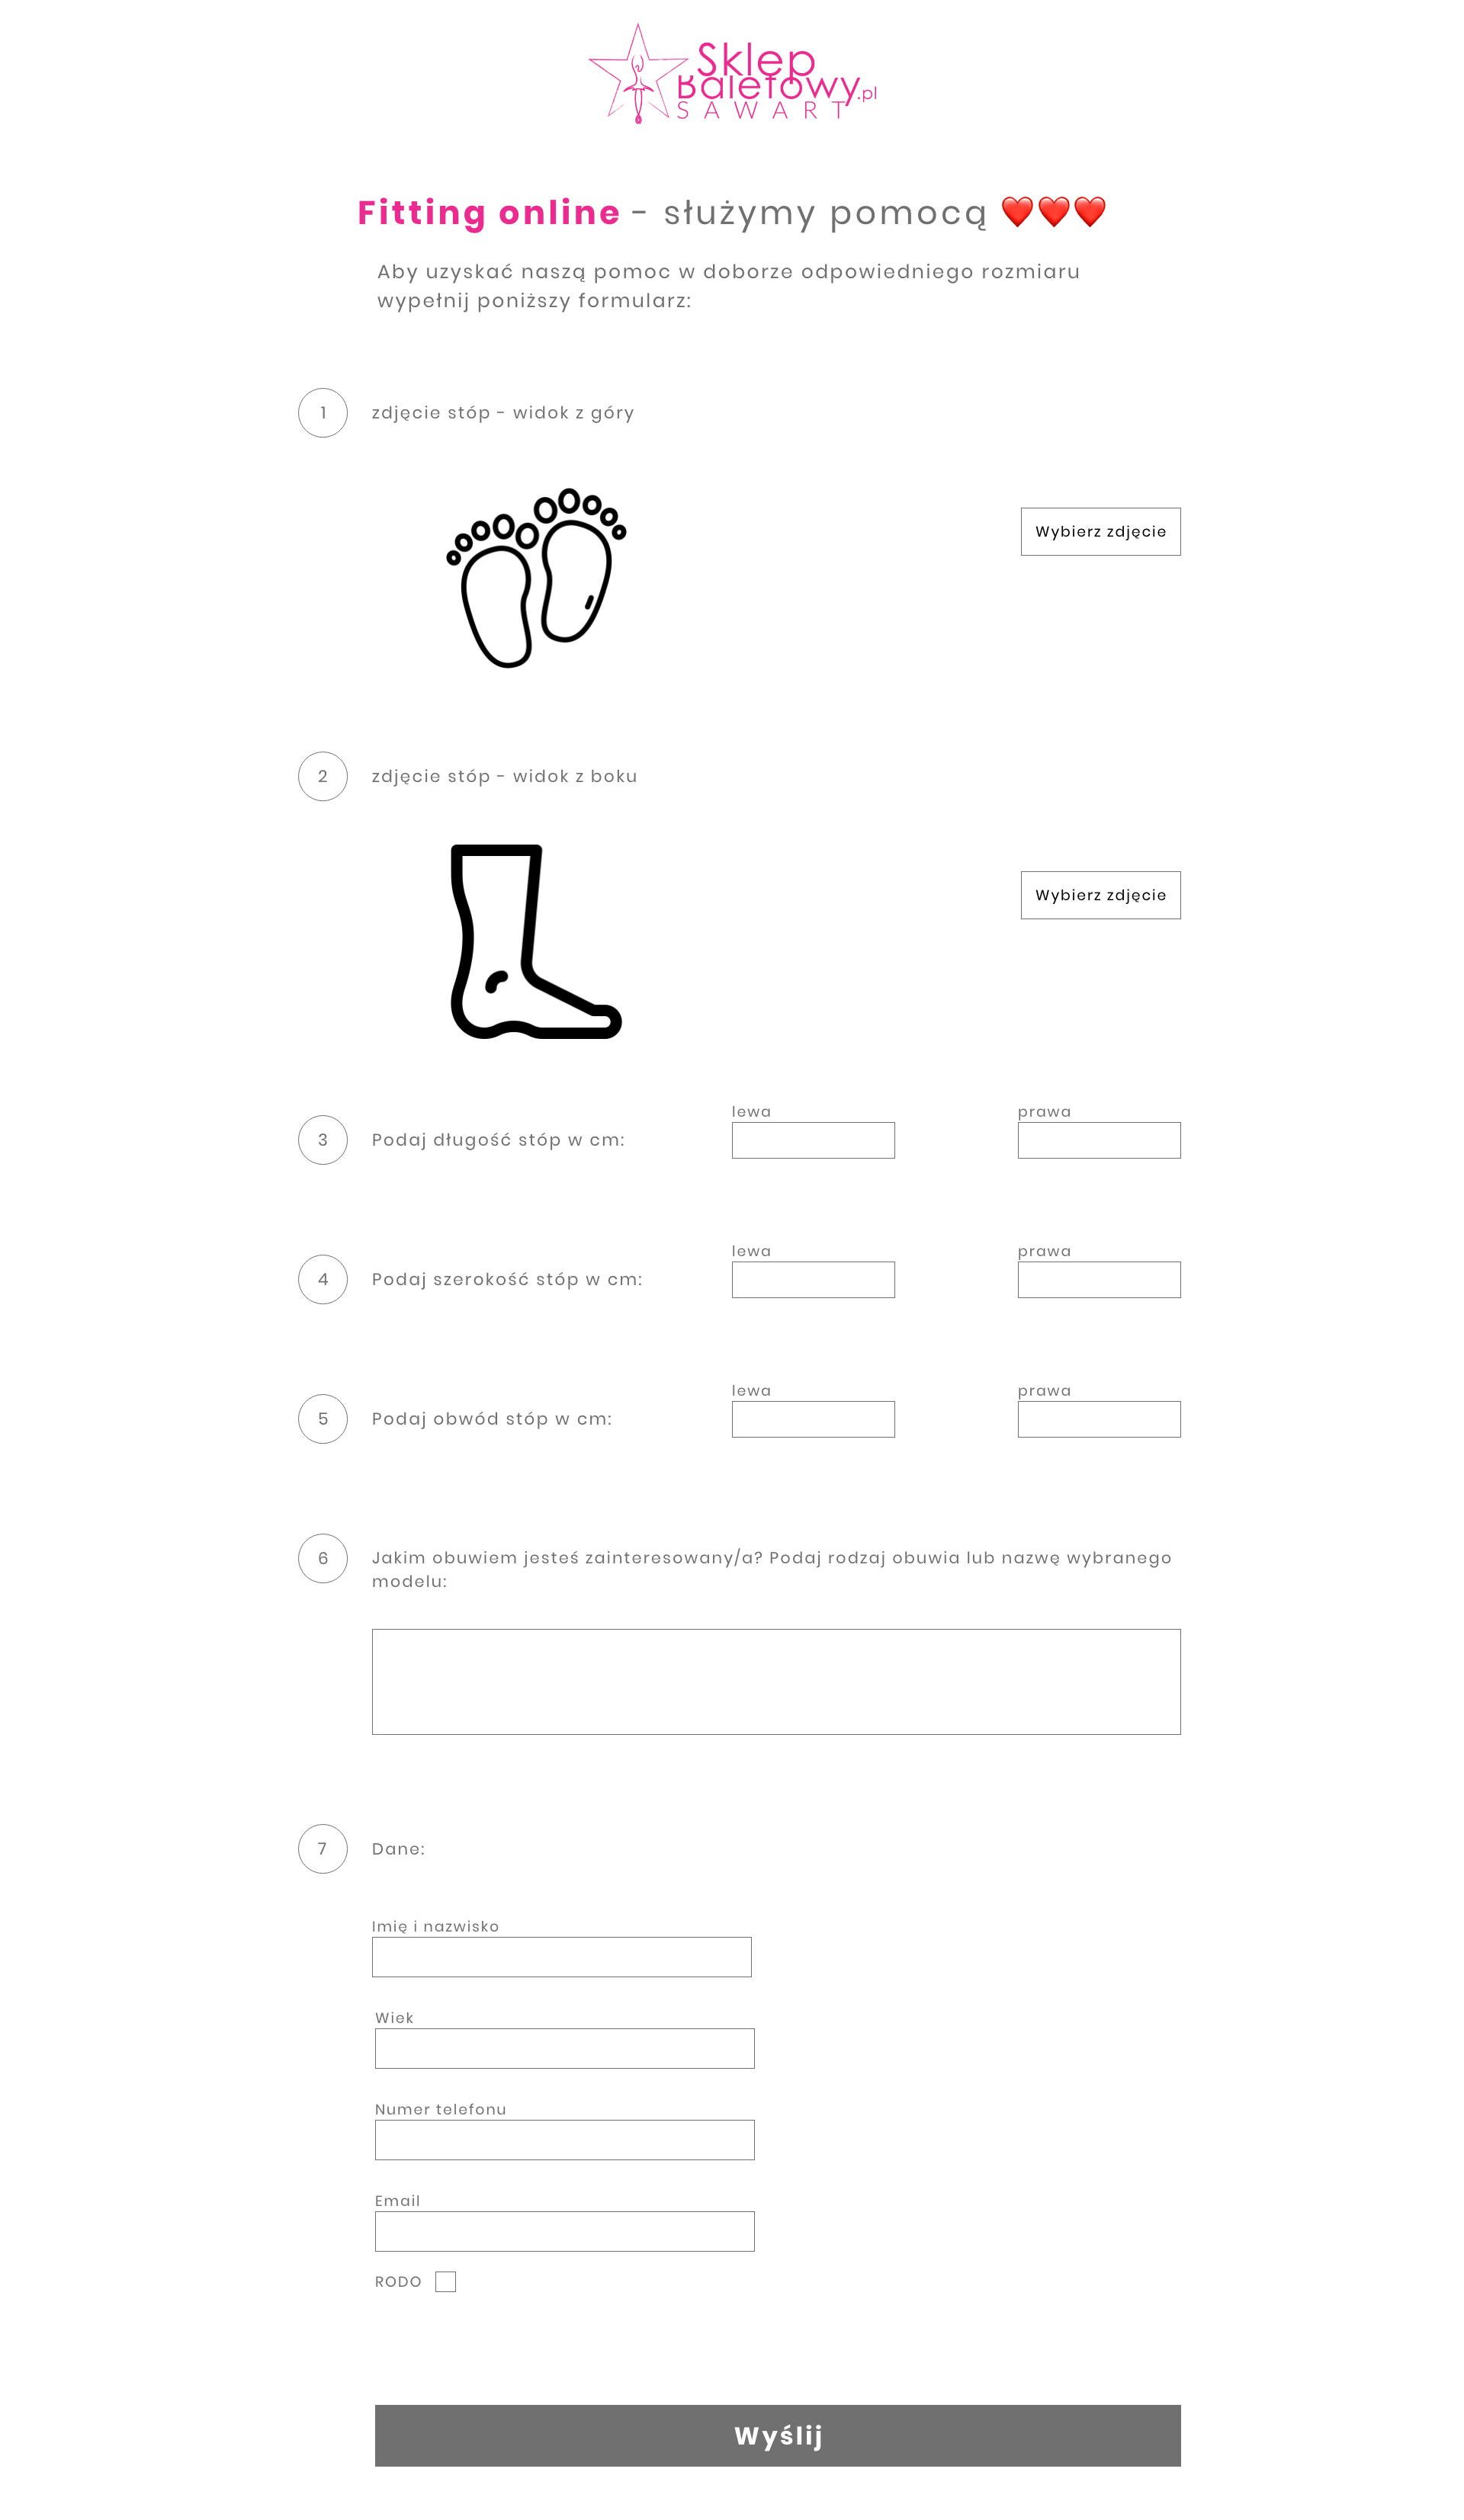 Sklep
Baletowy.pl
SAWART
Fitting online - służymy pomocą ❤️❤️❤️
Aby uzyskać naszą pomoc w doborze odpowiedniego rozmiaru
wypełnij poniższy formularz:
1 zdjęcie stóp - widok z góry
Wybierz zdjęcie
2 zdjęcie stóp - widok z boku
Wybierz zdjęcie
lewa prawa
3 Podaj długość stóp w cm:
lewa prawa
4 Podaj szerokość stóp w cm:
lewa prawa
5 Podaj obwód stóp w cm:
6 Jakim obuwiem jesteś zainteresowany/a? Podaj rodzaj obuwia lub nazwę wybranego
modelu:
7 Dane:
Imię i nazwisko
Wiek
Numer telefonu
Email
RODO
Wyślij